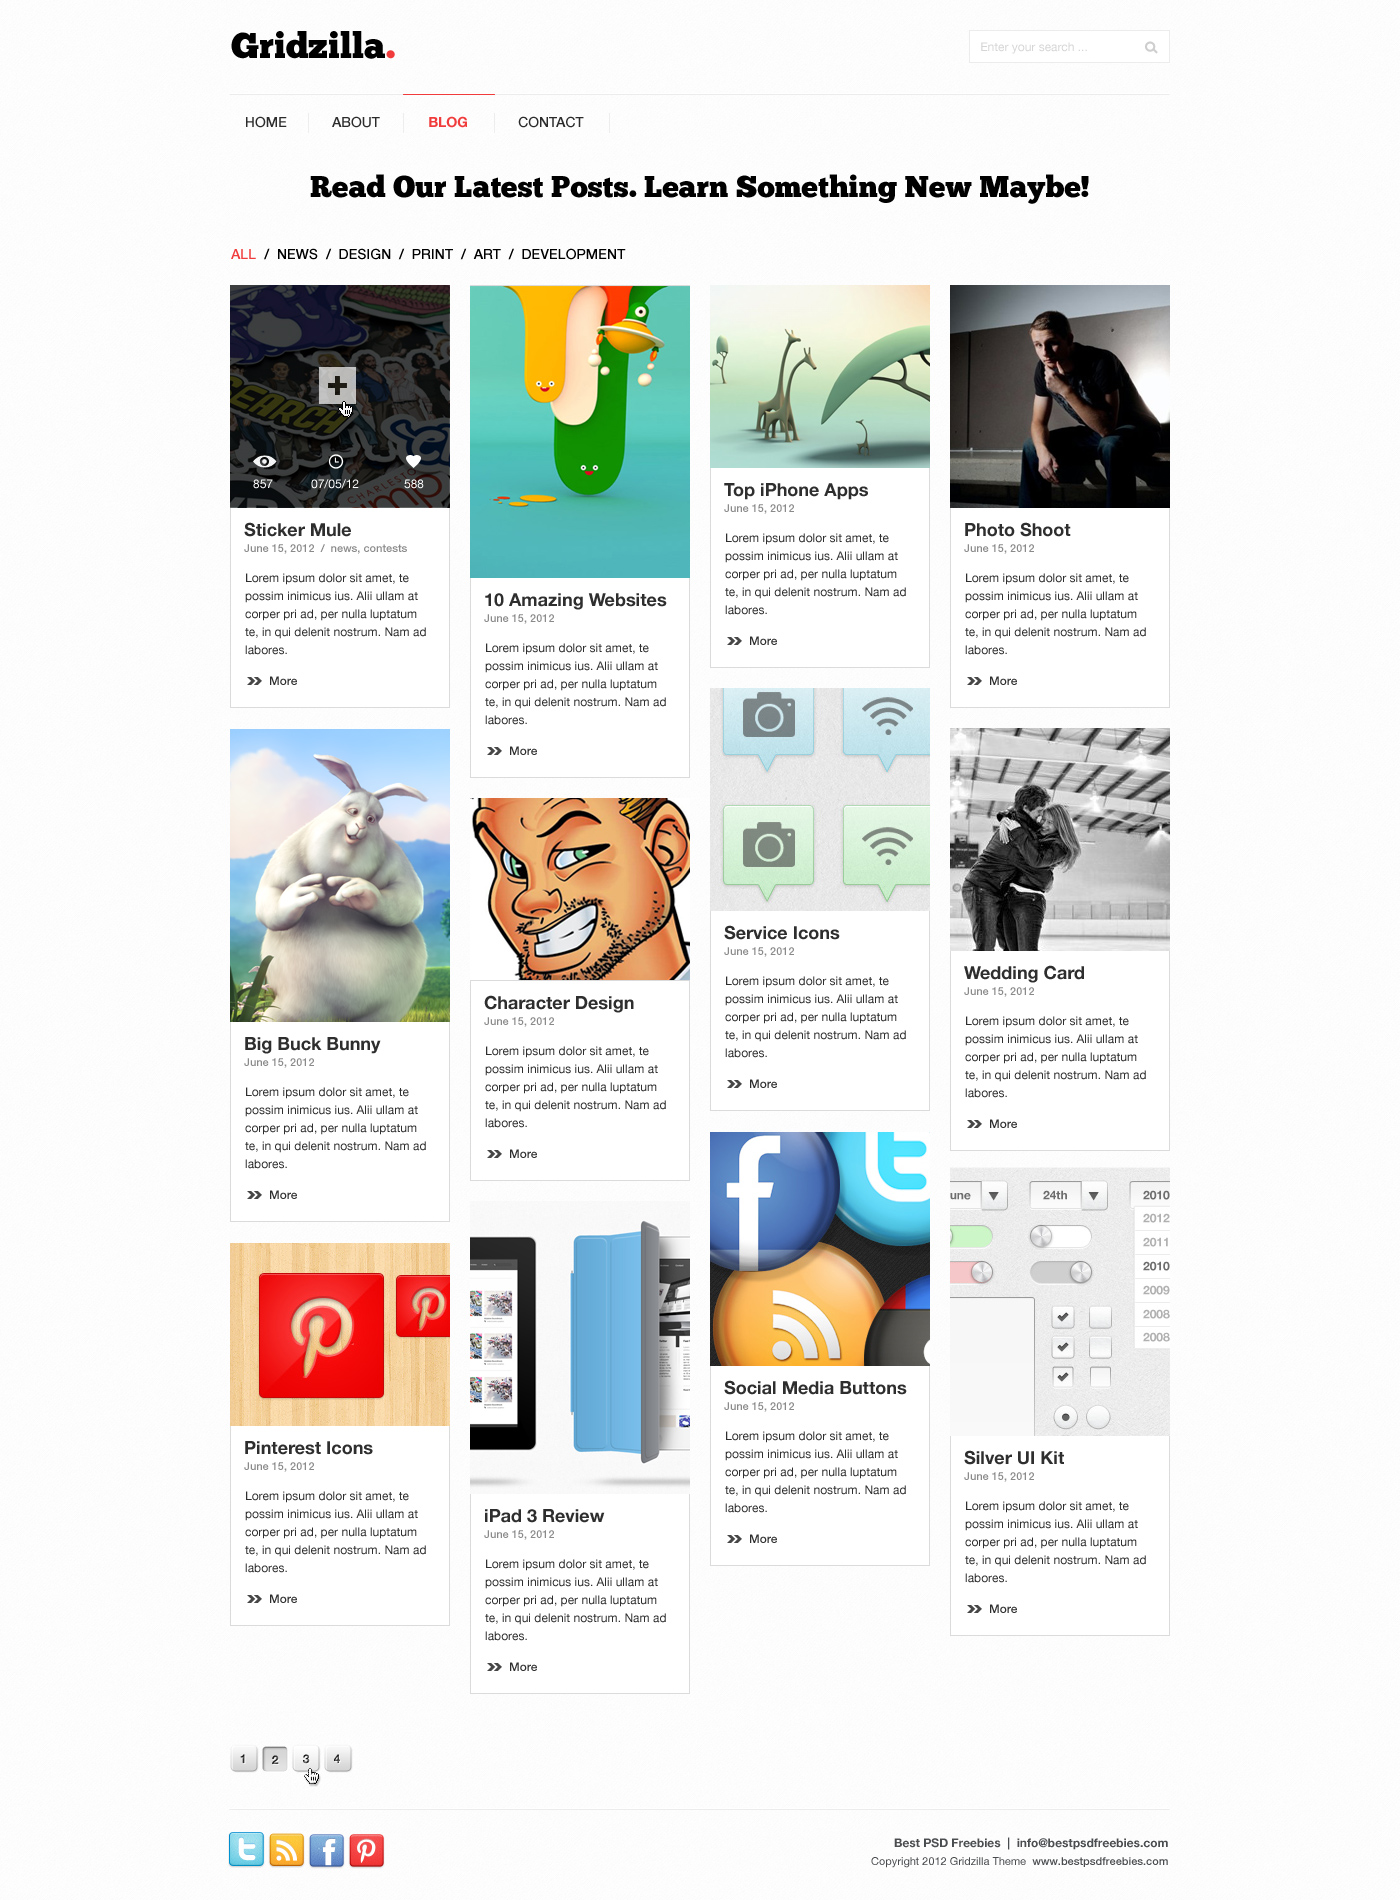 Gridzilla.
Enter your search ...
HOME
ABOUT
BLOG
CONTACT
Read Our Latest Posts. Learn Something New Maybe!
ALL / NEWS / DESIGN / PRINT / ART / DEVELOPMENT
EARCH
857
07/05/12
588
Sticker Mule
June 15, 2012 / news, contests
Lorem ipsum dolor sit amet, te
possim inimicus ius. Alii ullam at
corper pri ad, per nulla luptatum
te, in qui delenit nostrum. Nam ad
labores.
More
Big Buck Bunny
June 15, 2012
Lorem ipsum dolor sit amet, te
possim inimicus ius. Alii ullam at
corper pri ad, per nulla luptatum
te, in qui delenit nostrum. Nam ad
labores.
More
Pinterest Icons
June 15, 2012
Lorem ipsum dolor sit amet, te
possim inimicus ius. Alii ullam at
corper pri ad, per nulla luptatum
te, in qui delenit nostrum. Nam ad
labores.
More
10 Amazing Websites
June 15, 2012
Lorem ipsum dolor sit amet, te
possim inimicus ius. Alii ullam at
corper pri ad, per nulla luptatum
te, in qui delenit nostrum. Nam ad
labores.
More
Character Design
June 15, 2012
Lorem ipsum dolor sit amet, te
possim inimicus ius. Alii ullam at
corper pri ad, per nulla luptatum
te, in qui delenit nostrum. Nam ad
labores.
More
iPad 3 Review
June 15, 2012
Lorem ipsum dolor sit amet, te
possim inimicus ius. Alii ullam at
corper pri ad, per nulla luptatum
te, in qui delenit nostrum. Nam ad
labores.
More
Top iPhone Apps
June 15, 2012
Lorem ipsum dolor sit amet, te
possim inimicus ius. Alii ullam at
corper pri ad, per nulla luptatum
te, in qui delenit nostrum. Nam ad
labores.
More
Service Icons
June 15, 2012
Lorem ipsum dolor sit amet, te
possim inimicus ius. Alii ullam at
corper pri ad, per nulla luptatum
te, in qui delenit nostrum. Nam ad
labores.
More
Social Media Buttons
June 15, 2012
Lorem ipsum dolor sit amet, te
possim inimicus ius. Alii ullam at
corper pri ad, per nulla luptatum
te, in qui delenit nostrum. Nam ad
labores.
More
Photo Shoot
June 15, 2012
Lorem ipsum dolor sit amet, te
possim inimicus ius. Alii ullam at
corper pri ad, per nulla luptatum
te, in qui delenit nostrum. Nam ad
labores.
More
Wedding Card
June 15, 2012
Lorem ipsum dolor sit amet, te
possim inimicus ius. Alii ullam at
corper pri ad, per nulla luptatum
te, in qui delenit nostrum. Nam ad
labores.
More
une
24th
2010
2012
2011
2010
2009
2008
2008
Silver UI Kit
June 15, 2012
Lorem ipsum dolor sit amet, te
possim inimicus ius. Alii ullam at
corper pri ad, per nulla luptatum
te, in qui delenit nostrum. Nam ad
labores.
More
1 2 3 4
Best PSD Freebies | info@bestpsdfreebies.com
Copyright 2012 Gridzilla Theme www.bestpsdfreebies.com